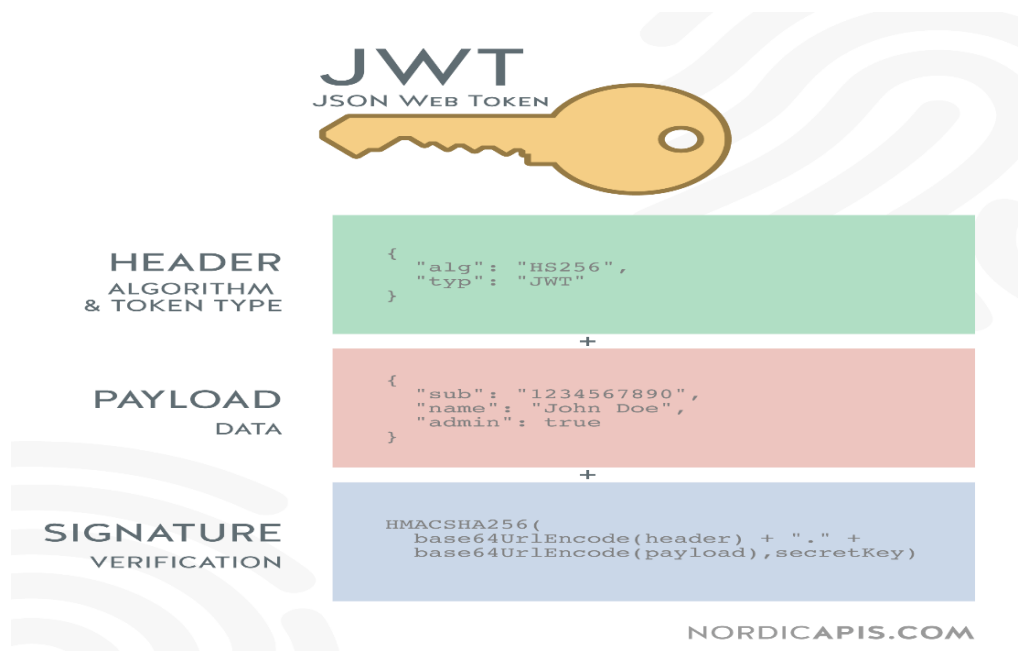 JWT
JSON WEB TOKEN
HEADER
ALGORITHM
& TOKEN TYPE
{
"alg": "HS256",
"typ": "JWT"
}
+
PAYLOAD
DATA
{
"sub": "1234567890",
"name": "John Doe",
"admin": true
}
+
SIGNATURE
VERIFICATION
HMACSHA256(
base64UrlEncode(header) + "." +
base64UrlEncode(payload),secretKey)
NORDICAPIS.COM